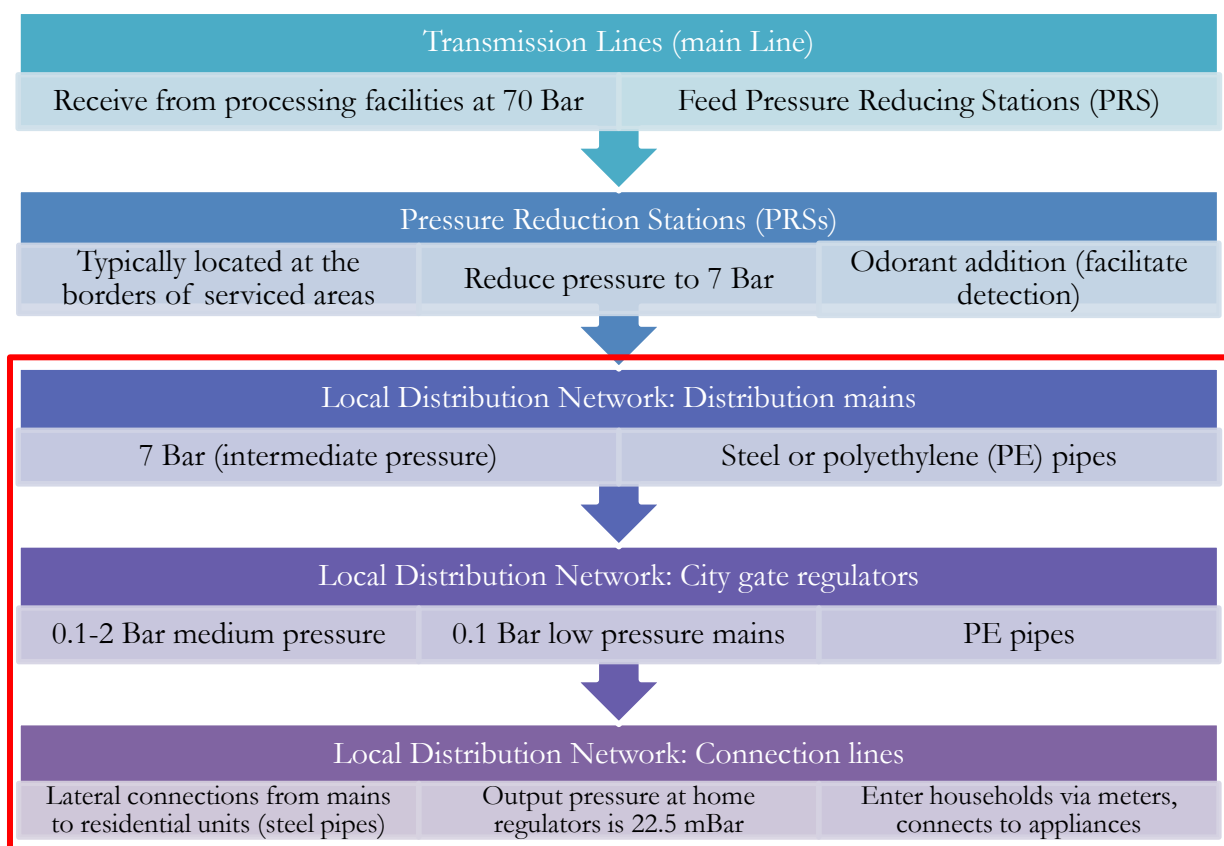 Transmission Lines (main Line)
Receive from processing facilities at 70 Bar
Feed Pressure Reducing Stations (PRS)
Pressure Reduction Stations (PRSs)
Typically located at the
borders of serviced areas
Reduce pressure to 7 Bar
Odorant addition (facilitate
detection)
Local Distribution Network: Distribution mains
7 Bar (intermediate pressure)
Steel or polyethylene (PE) pipes
Local Distribution Network: City gate regulators
0.1-2 Bar medium pressure
0.1 Bar low pressure mains
PE pipes
Local Distribution Network: Connection lines
Lateral connections from mains
to residential units (steel pipes)
Output pressure at home
regulators is 22.5 mBar
Enter households via meters,
connects to appliances